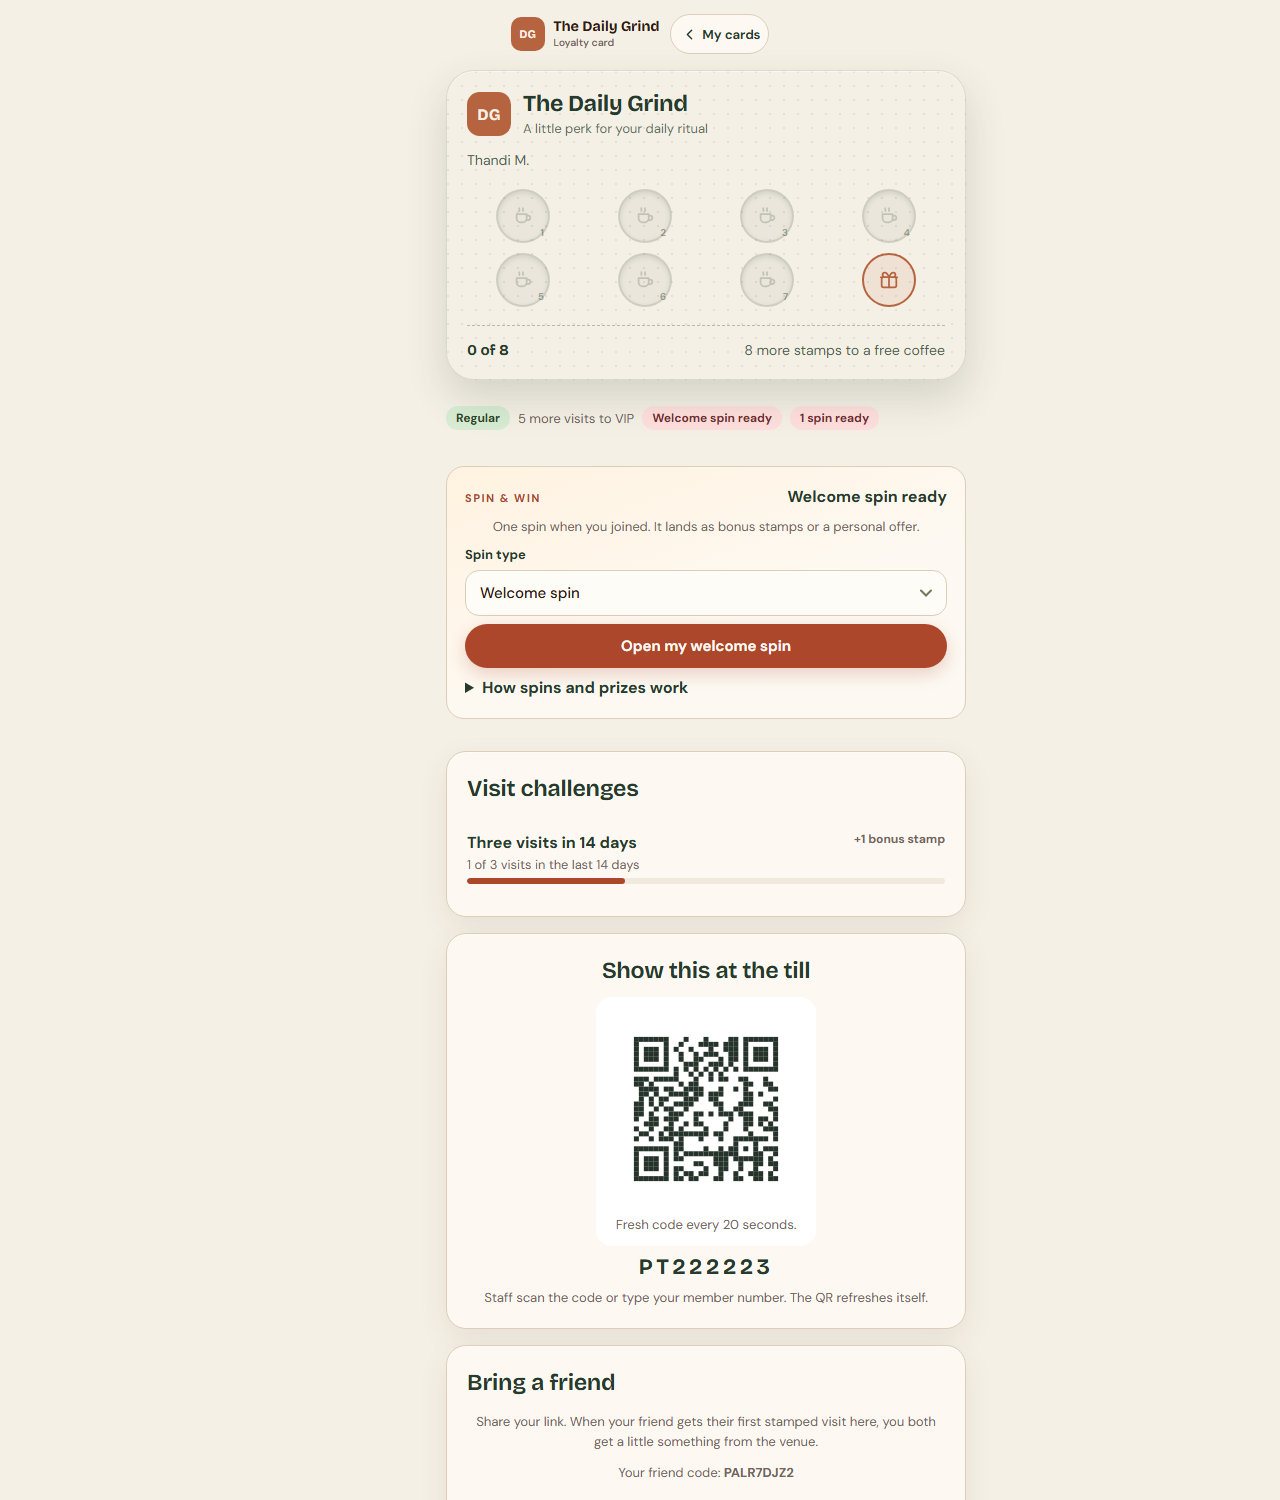 DG
The Daily Grind
Loyalty card
My cards
DG
The Daily Grind
A little perk for your daily ritual
Thandi M.
1
2
3
4
5
6
7
0 of 8
8 more stamps to a free coffee
Regular
5 more visits to VIP
Welcome spin ready
1 spin ready
SPIN & WIN
Welcome spin ready
One spin when you joined. It lands as bonus stamps or a personal offer.
Spin type
Welcome spin
Open my welcome spin
How spins and prizes work
Visit challenges
Three visits in 14 days
+1 bonus stamp
1 of 3 visits in the last 14 days
Show this at the till
Fresh code every 20 seconds.
PT222223
Staff scan the code or type your member number. The QR refreshes itself.
Bring a friend
Share your link. When your friend gets their first stamped visit here, you both
get a little something from the venue.
Your friend code: PALR7DJZ2